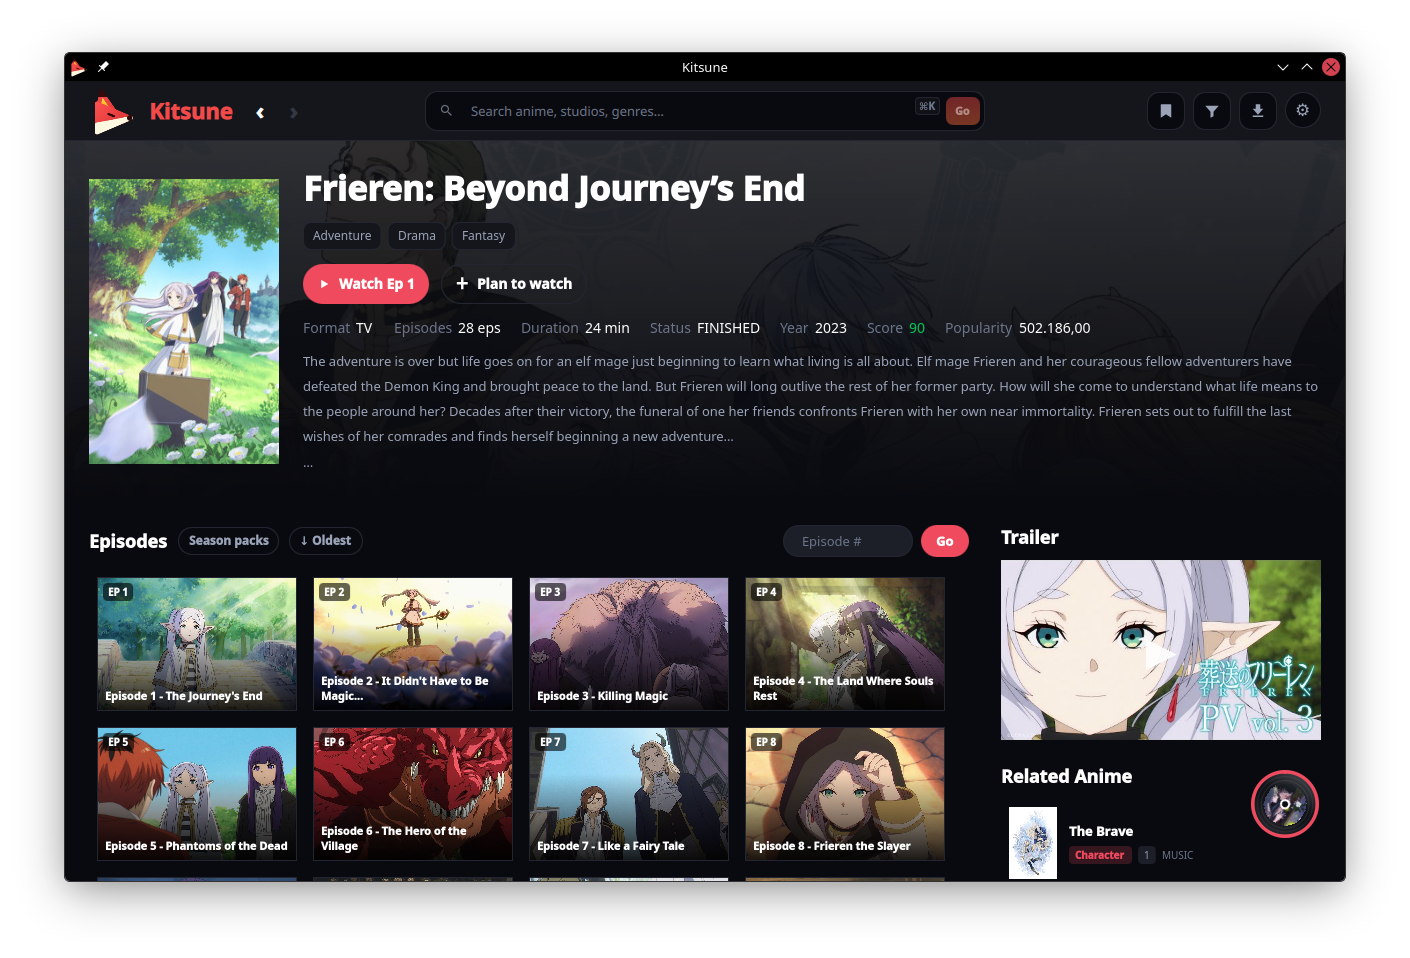 Kitsune
Kitsune
Search anime, studios, genres...
⌘K
Go
Frieren: Beyond Journey’s End
Adventure
Drama
Fantasy
Watch Ep 1
Plan to watch
Format TV Episodes 28 eps Duration 24 min Status FINISHED Year 2023 Score 90 Popularity 502.186,00
The adventure is over but life goes on for an elf mage just beginning to learn what living is all about. Elf mage Frieren and her courageous fellow adventurers have
defeated the Demon King and brought peace to the land. But Frieren will long outlive the rest of her former party. How will she come to understand what life means to
the people around her? Decades after their victory, the funeral of one her friends confronts Frieren with her own near immortality. Frieren sets out to fulfill the last
wishes of her comrades and finds herself beginning a new adventure...
...
Episodes
Season packs
↓ Oldest
Episode #
Go
EP 1
Episode 1 - The Journey's End
EP 2
Episode 2 - It Didn't Have to Be
Magic...
EP 3
Episode 3 - Killing Magic
EP 4
Episode 4 - The Land Where Souls
Rest
EP 5
Episode 5 - Phantoms of the Dead
EP 6
Episode 6 - The Hero of the
Village
EP 7
Episode 7 - Like a Fairy Tale
EP 8
Episode 8 - Frieren the Slayer
Trailer
葬送のフリーレン
FRIEREN
PV vol. 3
Related Anime
The Brave
Character
1
MUSIC